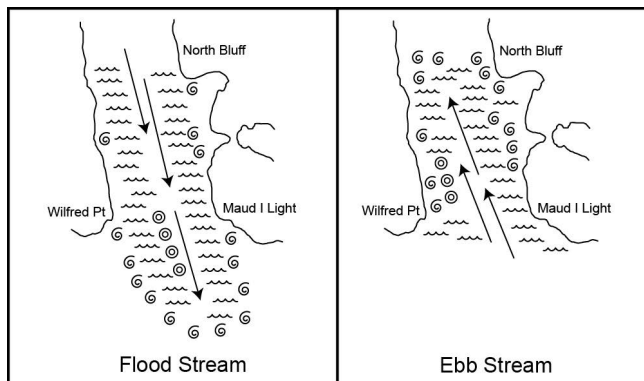 North Bluff
Wilfred Pt
Maud I Light
Flood Stream
North Bluff
Wilfred Pt
Maud I Light
Ebb Stream